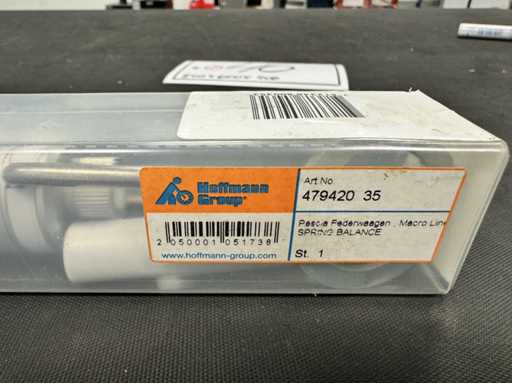 Hoffmann
Group
Art No
479420 35
Pesola Federwaagen , Macro Line
SPRING BALANCE
2 050001 051738
www.hoffmann-group.com
St. 1